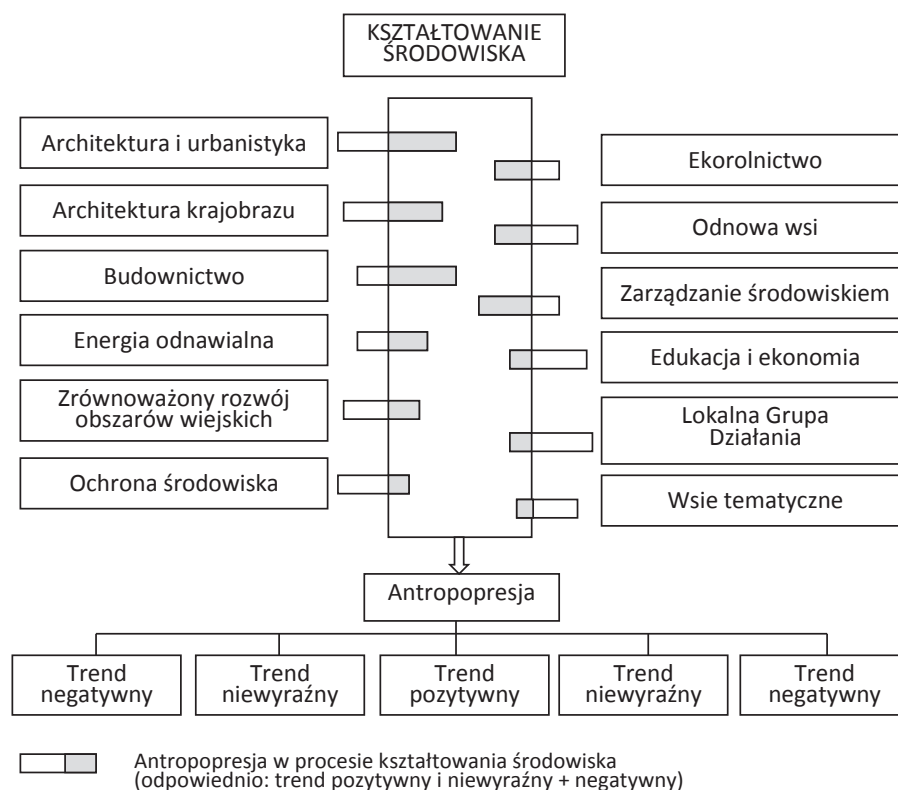 KSZTAŁTOWANIE
ŚRODOWISKA
Architektura i urbanistyka
Architektura krajobrazu
Budownictwo
Energia odnawialna
Zrównoważony rozwój
obszarów wiejskich
Ochrona środowiska
Ekorolnictwo
Odnowa wsi
Zarządzanie środowiskiem
Edukacja i ekonomia
Lokalna Grupa
Działania
Wsie tematyczne
Antropopresja
Trend
negatywny
Trend
niewyraźny
Trend
pozytywny
Trend
niewyraźny
Trend
negatywny
Antropopresja w procesie kształtowania środowiska
(odpowiednio: trend pozytywny i niewyraźny + negatywny)